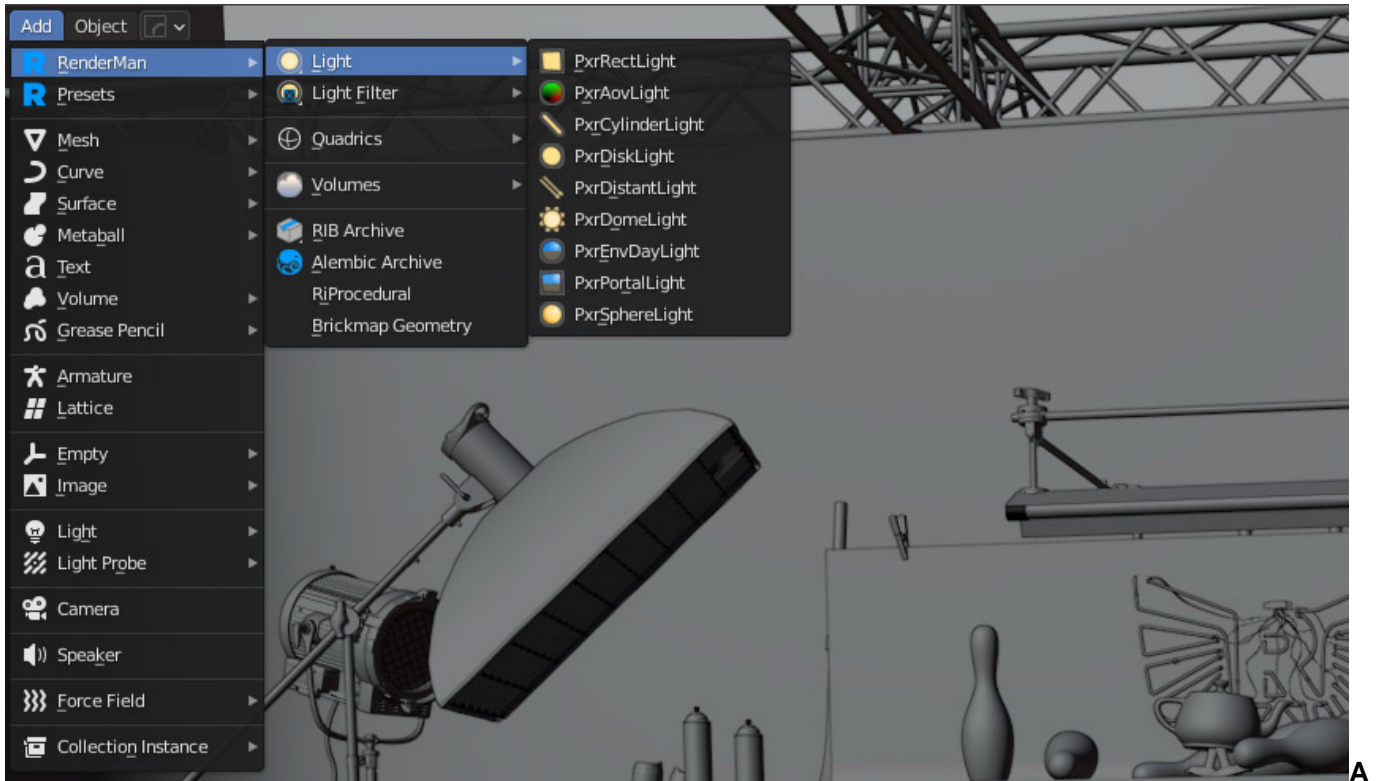 Add Object
RenderMan
Presets
Mesh
Curve
Surface
Metaball
Text
Volume
Grease Pencil
Armature
Lattice
Empty
Image
Light
Light Probe
Camera
Speaker
Force Field
Collection Instance
Light
Light Filter
Quadrics
Volumes
RIB Archive
Alembic Archive
RiProcedural
Brickmap Geometry
PxrRectLight
PxrAovLight
PxrCylinderLight
PxrDiskLight
PxrDistantLight
PxrDomeLight
PxrEnvDayLight
PxrPortalLight
PxrSphereLight
A